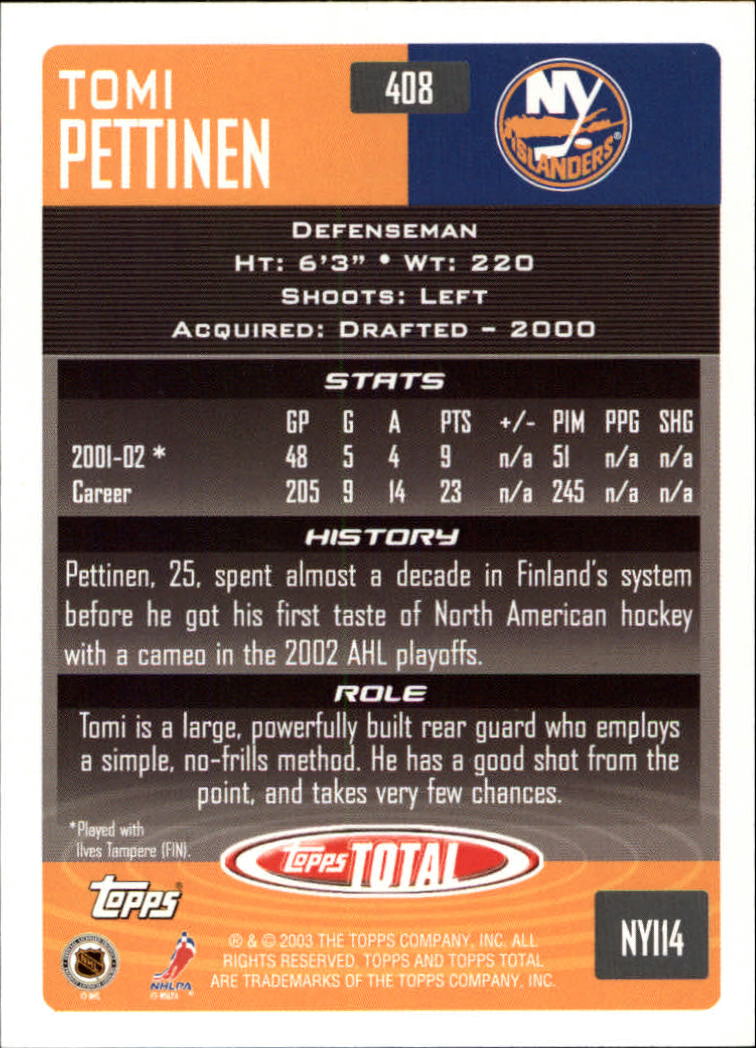 TOMI
PETTINEN
408
NY
ISLANDERS®
DEFENSEMAN
HT: 6'3" • WT: 220
SHOOTS: LEFT
ACQUIRED: DRAFTED – 2000
STATS
GP G A PTS +/- PIM PPG SHG
2001-02 * 48 5 4 9 n/a 51 n/a n/a
Career 205 9 14 23 n/a 245 n/a n/a
HISTORY
Pettinen, 25, spent almost a decade in Finland's system
before he got his first taste of North American hockey
with a cameo in the 2002 AHL playoffs.
ROLE
Tomi is a large, powerfully built rear guard who employs
a simple, no-frills method. He has a good shot from the
point, and takes very few chances.
*Played with
Ilves Tampere (FIN).
topps TOTAL
topps®
NYI14
NHL
NHLPA
® & © 2003 THE TOPPS COMPANY, INC. ALL
RIGHTS RESERVED. TOPPS AND TOPPS TOTAL
ARE TRADEMARKS OF THE TOPPS COMPANY, INC.